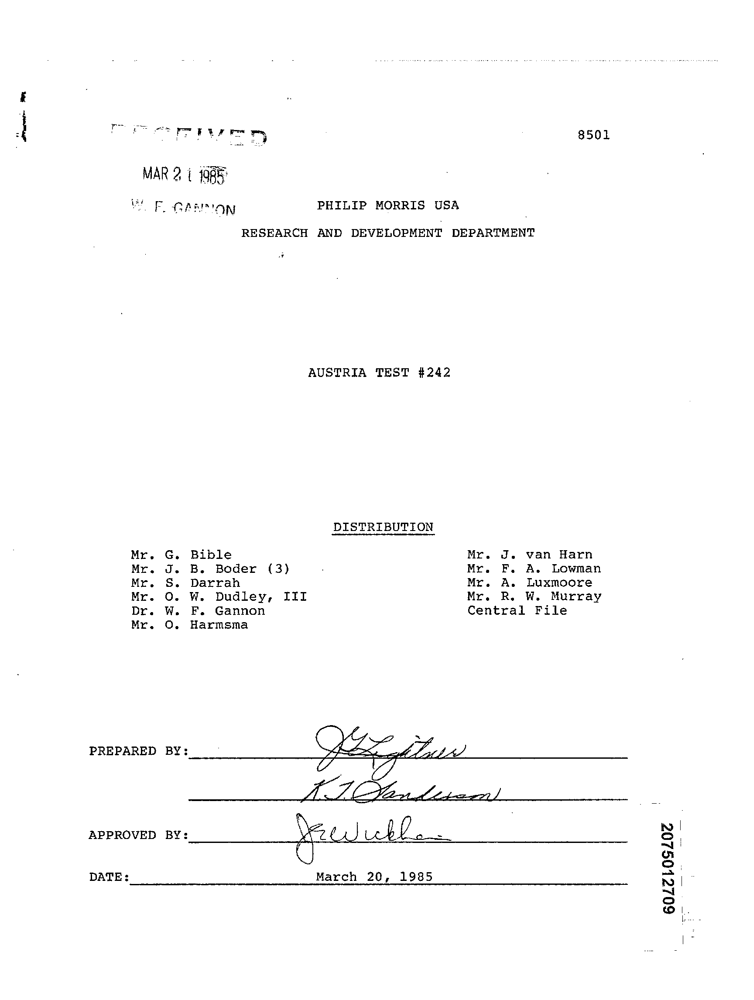 RECEIVED
8501
MAR 21 1985
W. F. GANNON
PHILIP MORRIS USA
RESEARCH AND DEVELOPMENT DEPARTMENT
AUSTRIA TEST #242
DISTRIBUTION
Mr. G. Bible
Mr. J. B. Boder (3)
Mr. S. Darrah
Mr. O. W. Dudley, III
Dr. W. F. Gannon
Mr. O. Harmsma
Mr. J. van Harn
Mr. F. A. Lowman
Mr. A. Luxmoore
Mr. R. W. Murray
Central File
PREPARED BY: JG Lightner
K. T. Sanderson
APPROVED BY:
DATE: March 20, 1985
2075012709